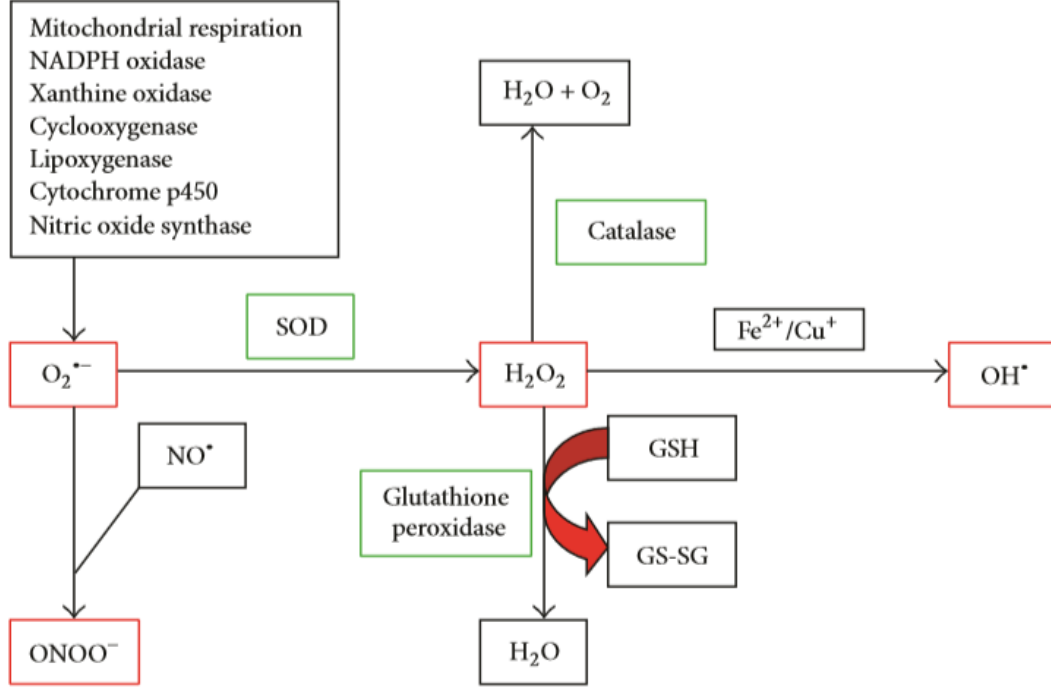 Mitochondrial respiration
NADPH oxidase
Xanthine oxidase
Cyclooxygenase
Lipoxygenase
Cytochrome p450
Nitric oxide synthase
H₂O + O₂
Catalase
SOD
Fe²⁺/Cu⁺
O₂•⁻
H₂O₂
OH•
NO•
GSH
Glutathione
peroxidase
GS-SG
ONOO⁻
H₂O